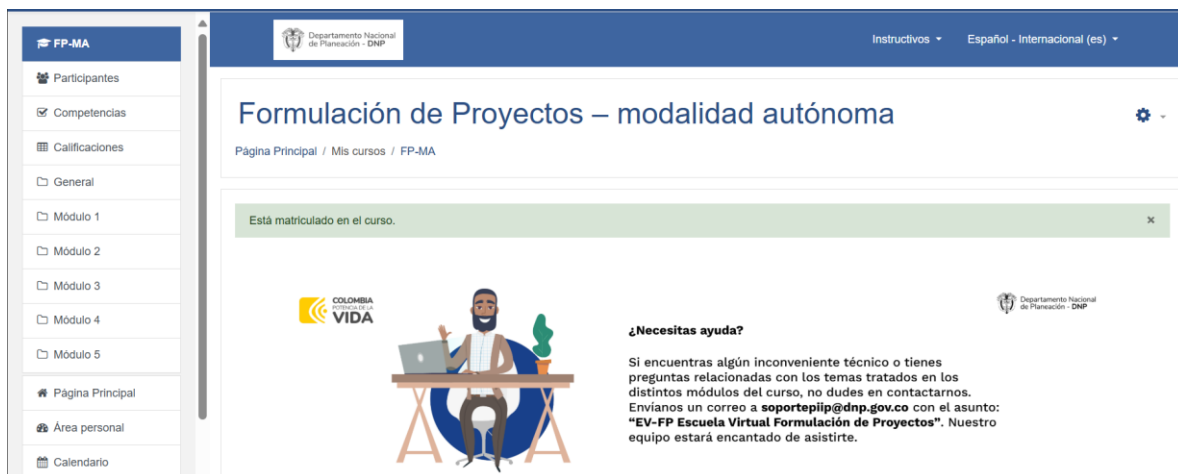 FP-MA
Participantes
Competencias
Calificaciones
General
Módulo 1
Módulo 2
Módulo 3
Módulo 4
Módulo 5
Página Principal
Área personal
Calendario
Departamento Nacional
de Planeación - DNP
Instructivos
Español - Internacional (es)
Formulación de Proyectos – modalidad autónoma
Página Principal / Mis cursos / FP-MA
Está matriculado en el curso.
COLOMBIA
POTENCIA DE LA
VIDA
Departamento Nacional
de Planeación - DNP
¿Necesitas ayuda?
Si encuentras algún inconveniente técnico o tienes
preguntas relacionadas con los temas tratados en los
distintos módulos del curso, no dudes en contactarnos.
Envíanos un correo a soportepiip@dnp.gov.co con el asunto:
“EV-FP Escuela Virtual Formulación de Proyectos”. Nuestro
equipo estará encantado de asistirte.